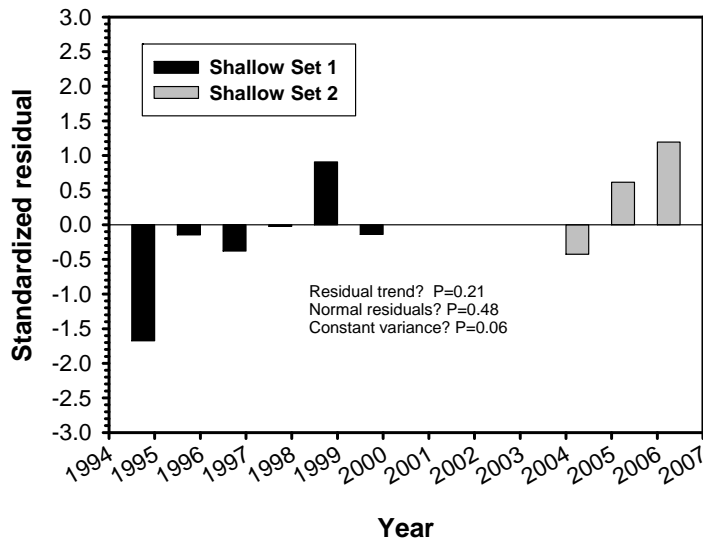 3.0
2.5
2.0
1.5
1.0
0.5
0.0
-0.5
-1.0
-1.5
-2.0
-2.5
-3.0
Standardized residual
Shallow Set 1
Shallow Set 2
Residual trend? P=0.21
Normal residuals? P=0.48
Constant variance? P=0.06
1994 1995 1996 1997 1998 1999 2000 2001 2002 2003 2004 2005 2006 2007
Year